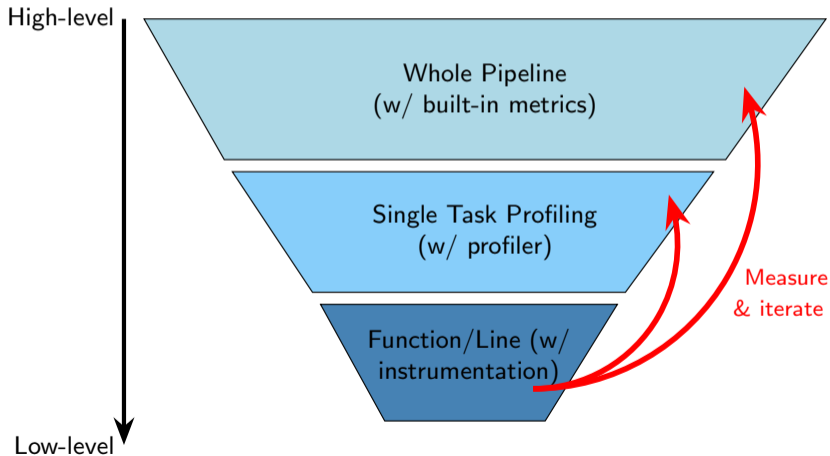 High-level
Whole Pipeline
(w/ built-in metrics)
Single Task Profiling
(w/ profiler)
Measure
& iterate
Function/Line (w/
instrumentation)
Low-level